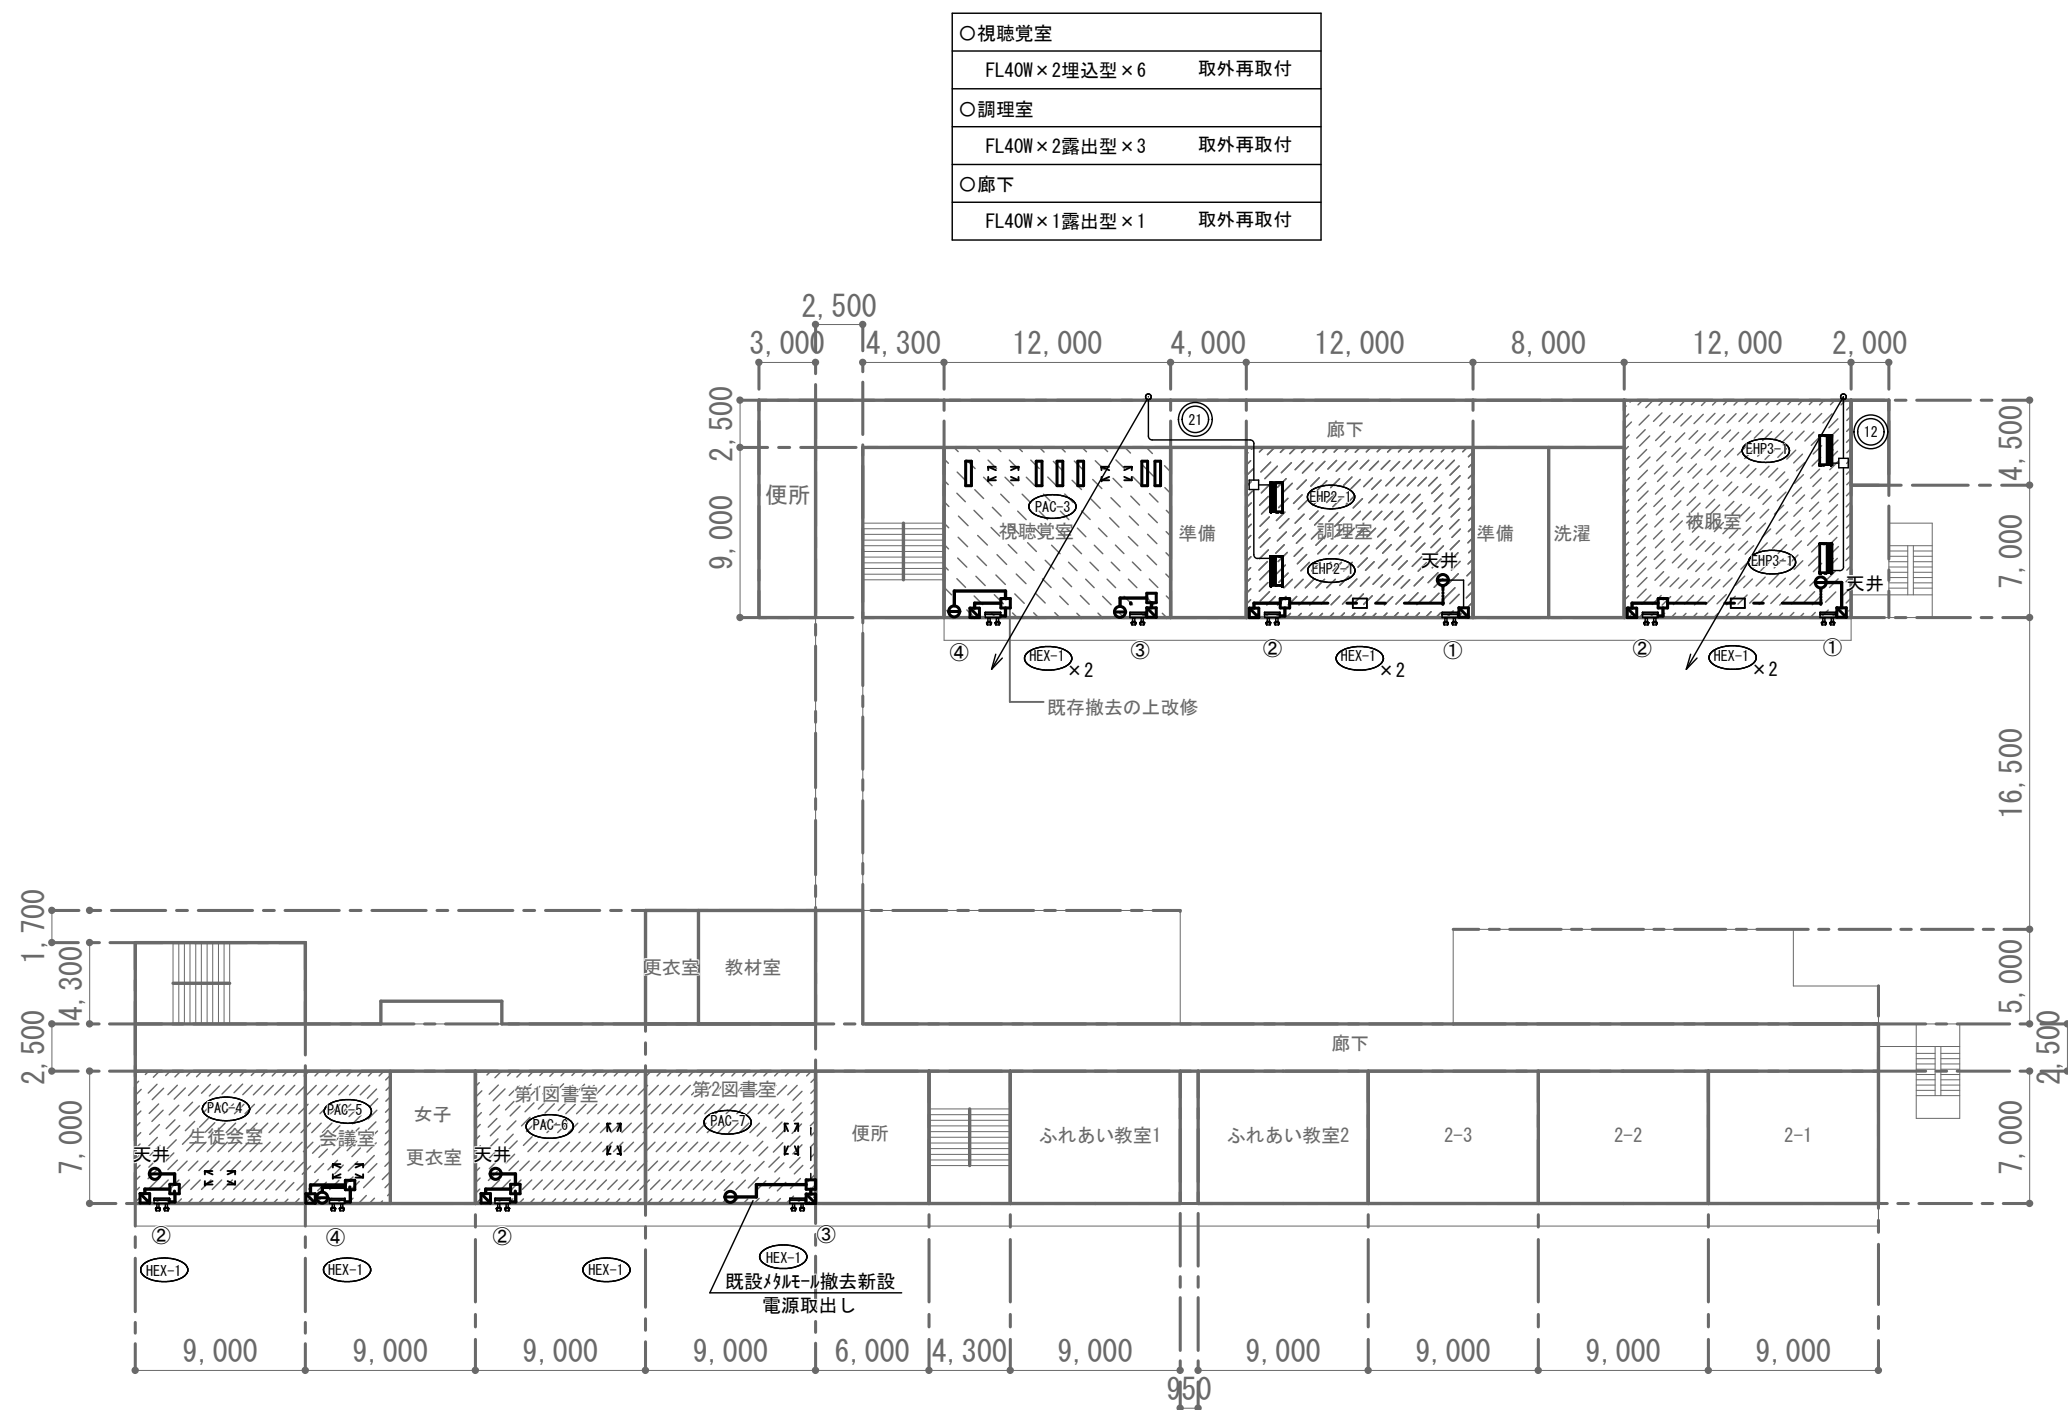 ○視聴覚室
FL40W×2埋込型×6 取外再取付
○調理室
FL40W×2露出型×3 取外再取付
○廊下
FL40W×1露出型×1 取外再取付
2,500
3,000 4,300 12,000 4,000 12,000 8,000 12,000 2,000
2,500
9,000
4,500
7,000
16,500
5,000
2,500
7,000
21
12
廊下
便所
PAC-3
視聴覚室
準備
EHP2-1
調理室
EHP2-1
天井
準備
洗濯
EHP3-1
被服室
EHP3-1
天井
④ HEX-1 ×2 ③
② HEX-1 ×2 ①
② HEX-1 ×2 ①
既存撤去の上改修
1,700
4,300
2,500
7,000
更衣室
教材室
廊下
PAC-4
生徒会室
天井
PAC-5
会議室
女子
更衣室
第1図書室
PAC-6
天井
第2図書室
PAC-7
便所
ふれあい教室1
ふれあい教室2
2-3
2-2
2-1
② ④ ② ③
HEX-1 HEX-1 HEX-1 HEX-1
既設メタルモール撤去新設
電源取出し
9,000 9,000 9,000 9,000 6,000 4,300 9,000 9,000 9,000 9,000 9,000
950